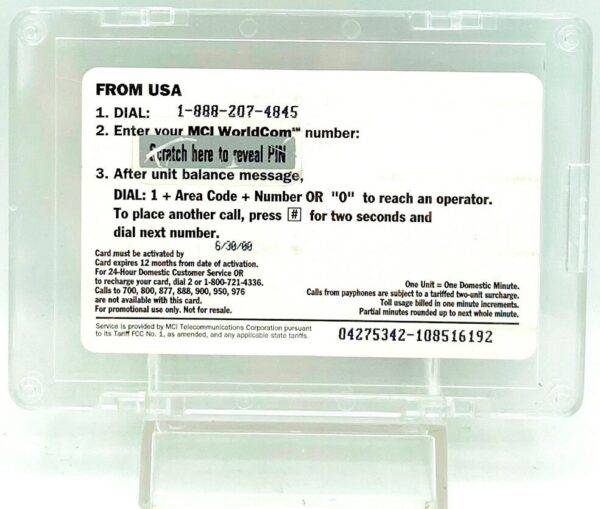 FROM USA
1. DIAL: 1-888-207-4845
2. Enter your MCI WorldCom℠ number:
Scratch here to reveal PIN
3. After unit balance message,
DIAL: 1 + Area Code + Number OR "0" to reach an operator.
To place another call, press # for two seconds and
dial next number.
Card must be activated by 6/30/00
Card expires 12 months from date of activation.
For 24-Hour Domestic Customer Service OR
to recharge your card, dial 2 or 1-800-721-4336.
Calls to 700, 800, 877, 888, 900, 950, 976
are not available with this card.
For promotional use only. Not for resale.
One Unit = One Domestic Minute.
Calls from payphones are subject to a tariffed two-unit surcharge.
Toll usage billed in one minute increments.
Partial minutes rounded up to next whole minute.
Service is provided by MCI Telecommunications Corporation pursuant
to its Tariff FCC No. 1, as amended, and any applicable state tariffs.
04275342-108516192